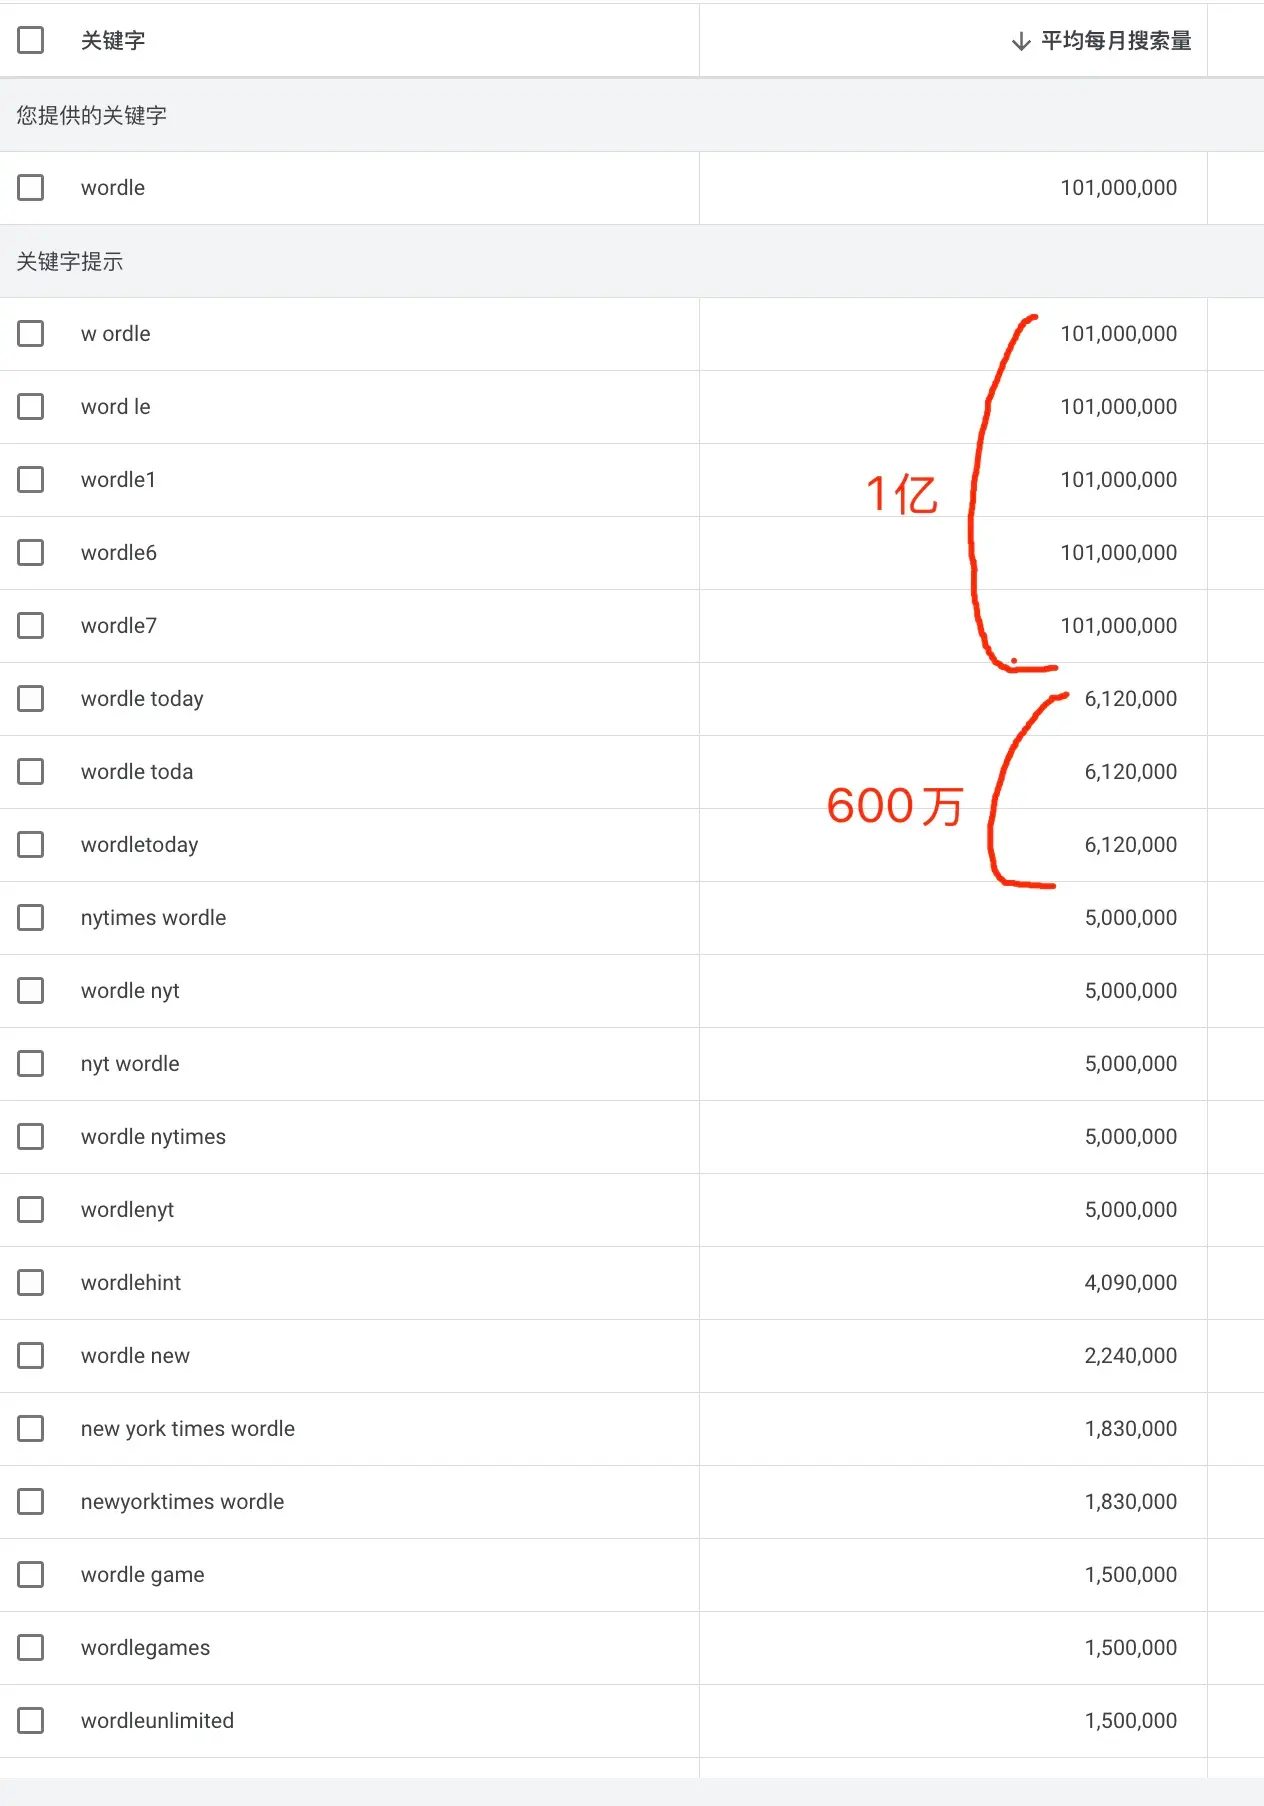 关键字 平均每月搜索量
您提供的关键字
wordle 101,000,000
关键字提示
w ordle 101,000,000
word le 101,000,000
wordle1 101,000,000
1亿
wordle6 101,000,000
wordle7 101,000,000
wordle today 6,120,000
wordle toda 6,120,000
600万
wordletoday 6,120,000
nytimes wordle 5,000,000
wordle nyt 5,000,000
nyt wordle 5,000,000
wordle nytimes 5,000,000
wordlenyt 5,000,000
wordlehint 4,090,000
wordle new 2,240,000
new york times wordle 1,830,000
newyorktimes wordle 1,830,000
wordle game 1,500,000
wordlegames 1,500,000
wordleunlimited 1,500,000